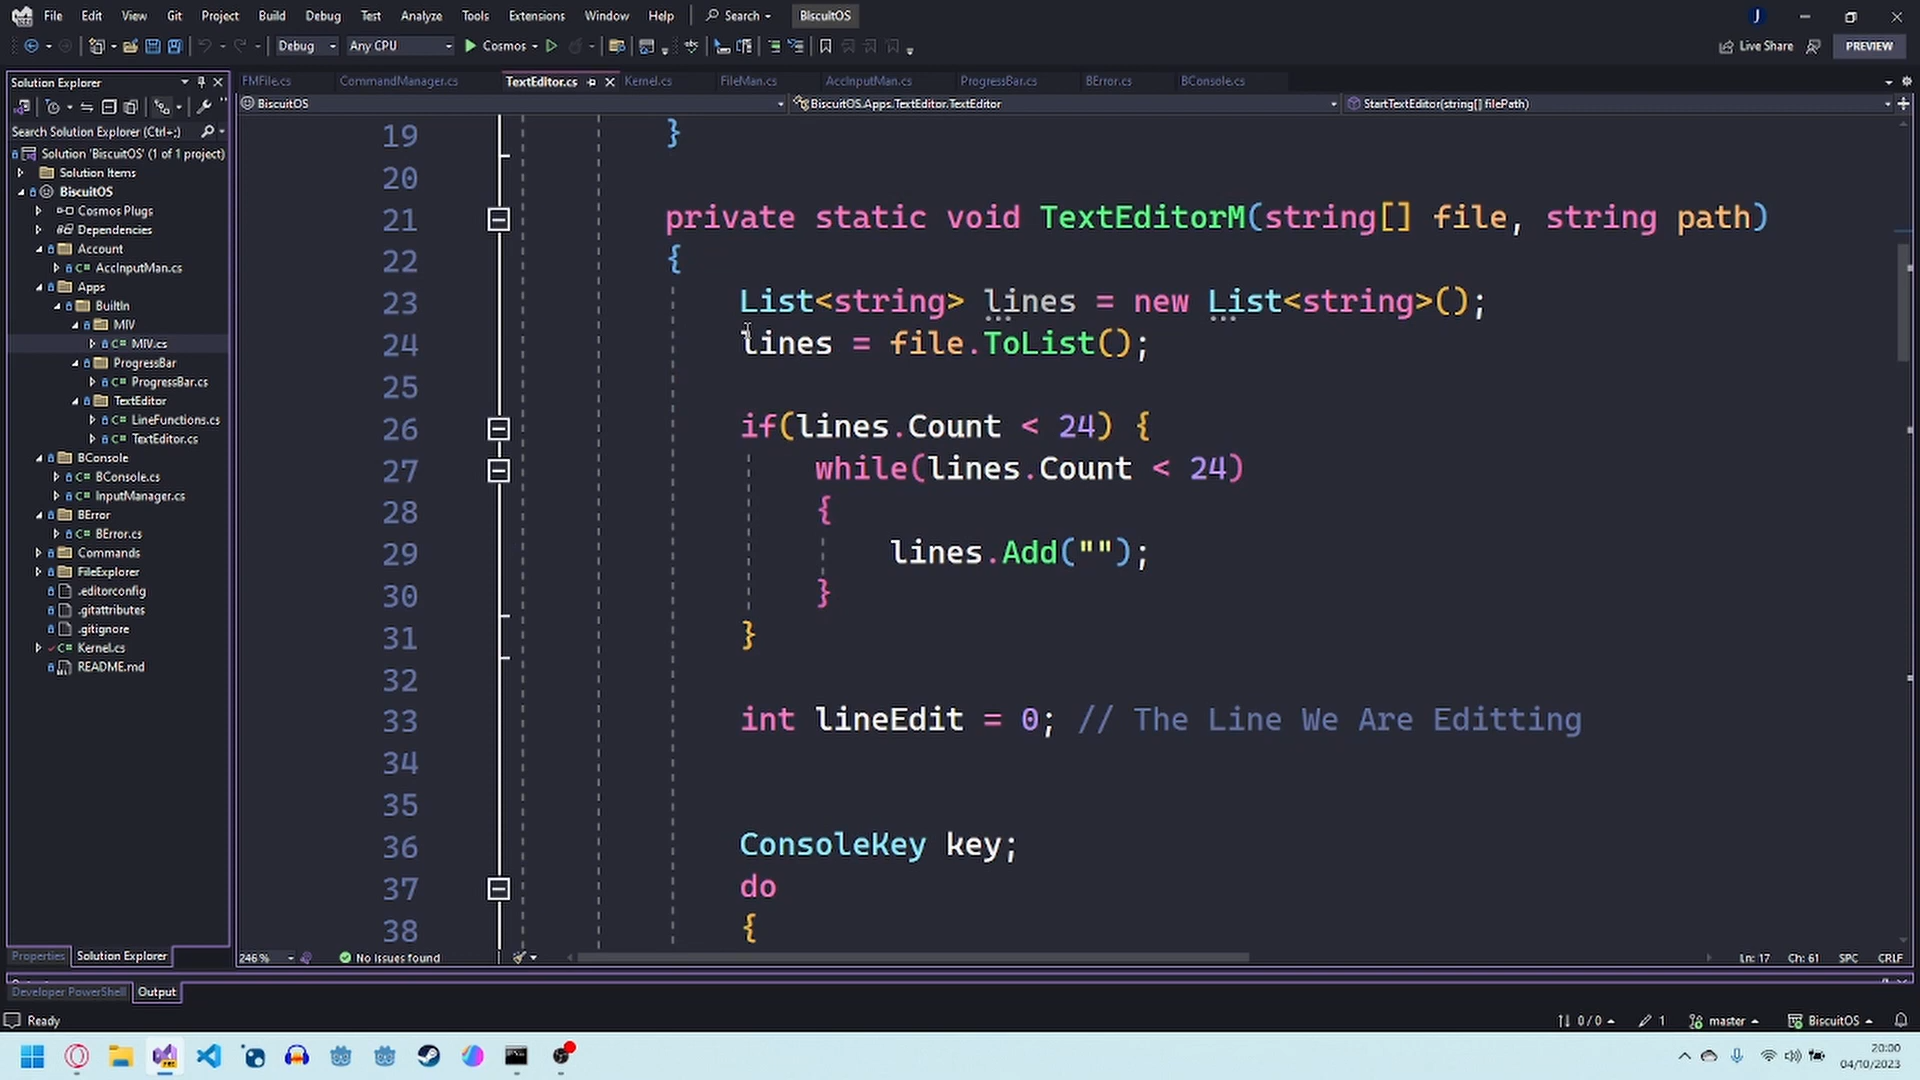 File Edit View Git Project Build Debug Test Analyze Tools Extensions Window Help Search BiscuitOS J
Debug Any CPU Cosmos Live Share PREVIEW
Solution Explorer
FMFile.cs CommandManager.cs TextEditor.cs Kernel.cs FileMan.cs AccInputMan.cs ProgressBar.cs BError.cs BConsole.cs
BiscuitOS BiscuitOS.Apps.TextEditor.TextEditor StartTextEditor(string[] filePath)
Search Solution Explorer (Ctrl+;)
Solution 'BiscuitOS' (1 of 1 project)
Solution Items
BiscuitOS
Cosmos Plugs
Dependencies
Account
AccInputMan.cs
Apps
BuiltIn
MIV
MIV.cs
ProgressBar
ProgressBar.cs
TextEditor
LineFunctions.cs
TextEditor.cs
BConsole
BConsole.cs
InputManager.cs
BError
BError.cs
Commands
FileExplorer
.editorconfig
.gitattributes
.gitignore
Kernel.cs
README.md
Properties Solution Explorer
19 }
20
21 private static void TextEditorM(string[] file, string path)
22 {
23 List<string> lines = new List<string>();
24 lines = file.ToList();
25
26 if(lines.Count < 24) {
27 while(lines.Count < 24)
28 {
29 lines.Add("");
30 }
31 }
32
33 int lineEdit = 0; // The Line We Are Editting
34
35
36 ConsoleKey key;
37 do
38 {
246 % No issues found Ln: 17 Ch: 61 SPC CRLF
Developer PowerShell Output
Ready 0 / 0 1 master BiscuitOS
20:00
04/10/2023